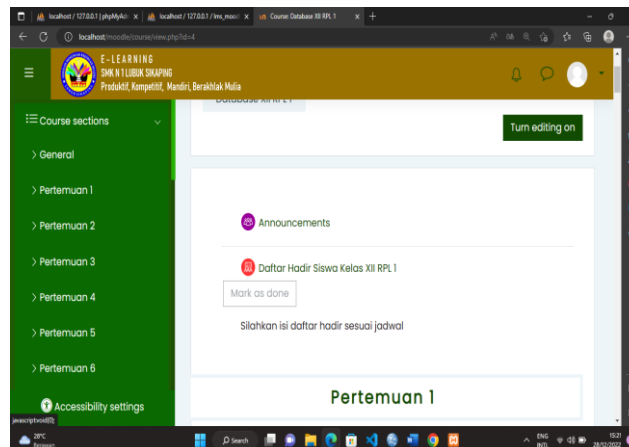 localhost / 127.0.0.1 | phpMyAdm
localhost / 127.0.0.1 / lms_mood
Course: Database XII RPL 1
localhost/moodle/course/view.php?id=4
E-LEARNING
SMK N 1 LUBUK SIKAPING
Produktif, Kompetitif, Mandiri, Berakhlak Mulia
Course sections
General
Pertemuan 1
Pertemuan 2
Pertemuan 3
Pertemuan 4
Pertemuan 5
Pertemuan 6
Accessibility settings
Database XII RPL 1
Turn editing on
Announcements
Daftar Hadir Siswa Kelas XII RPL 1
Mark as done
Silahkan isi daftar hadir sesuai jadwal
Pertemuan 1
28°C
Berawan
Search
ENG
INTL
15:21
28/12/2022